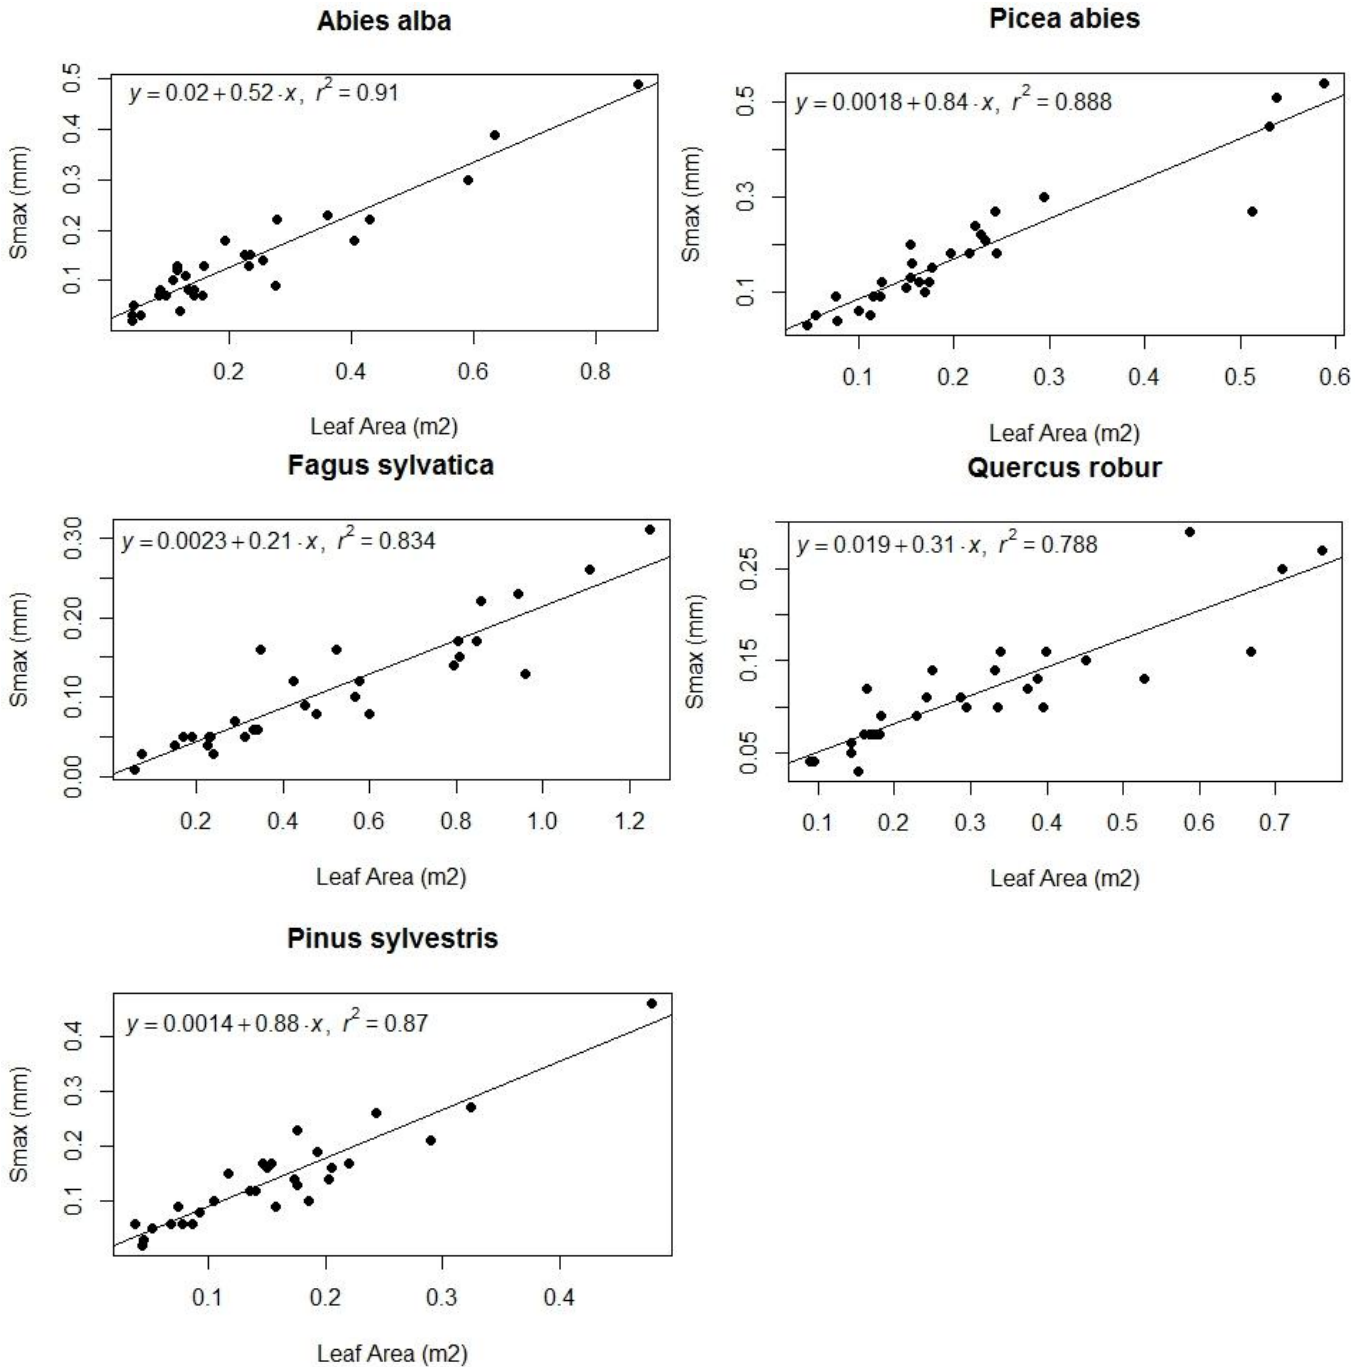 Abies alba
y = 0.02 + 0.52 · x, r² = 0.91
0.5
0.4
0.3
0.2
0.1
Smax (mm)
0.2 0.4 0.6 0.8
Leaf Area (m2)
Picea abies
y = 0.0018 + 0.84 · x, r² = 0.888
0.5
0.3
0.1
Smax (mm)
0.1 0.2 0.3 0.4 0.5 0.6
Leaf Area (m2)
Fagus sylvatica
y = 0.0023 + 0.21 · x, r² = 0.834
0.30
0.20
0.10
0.00
Smax (mm)
0.2 0.4 0.6 0.8 1.0 1.2
Leaf Area (m2)
Quercus robur
y = 0.019 + 0.31 · x, r² = 0.788
0.25
0.15
0.05
Smax (mm)
0.1 0.2 0.3 0.4 0.5 0.6 0.7
Leaf Area (m2)
Pinus sylvestris
y = 0.0014 + 0.88 · x, r² = 0.87
0.4
0.3
0.2
0.1
Smax (mm)
0.1 0.2 0.3 0.4
Leaf Area (m2)